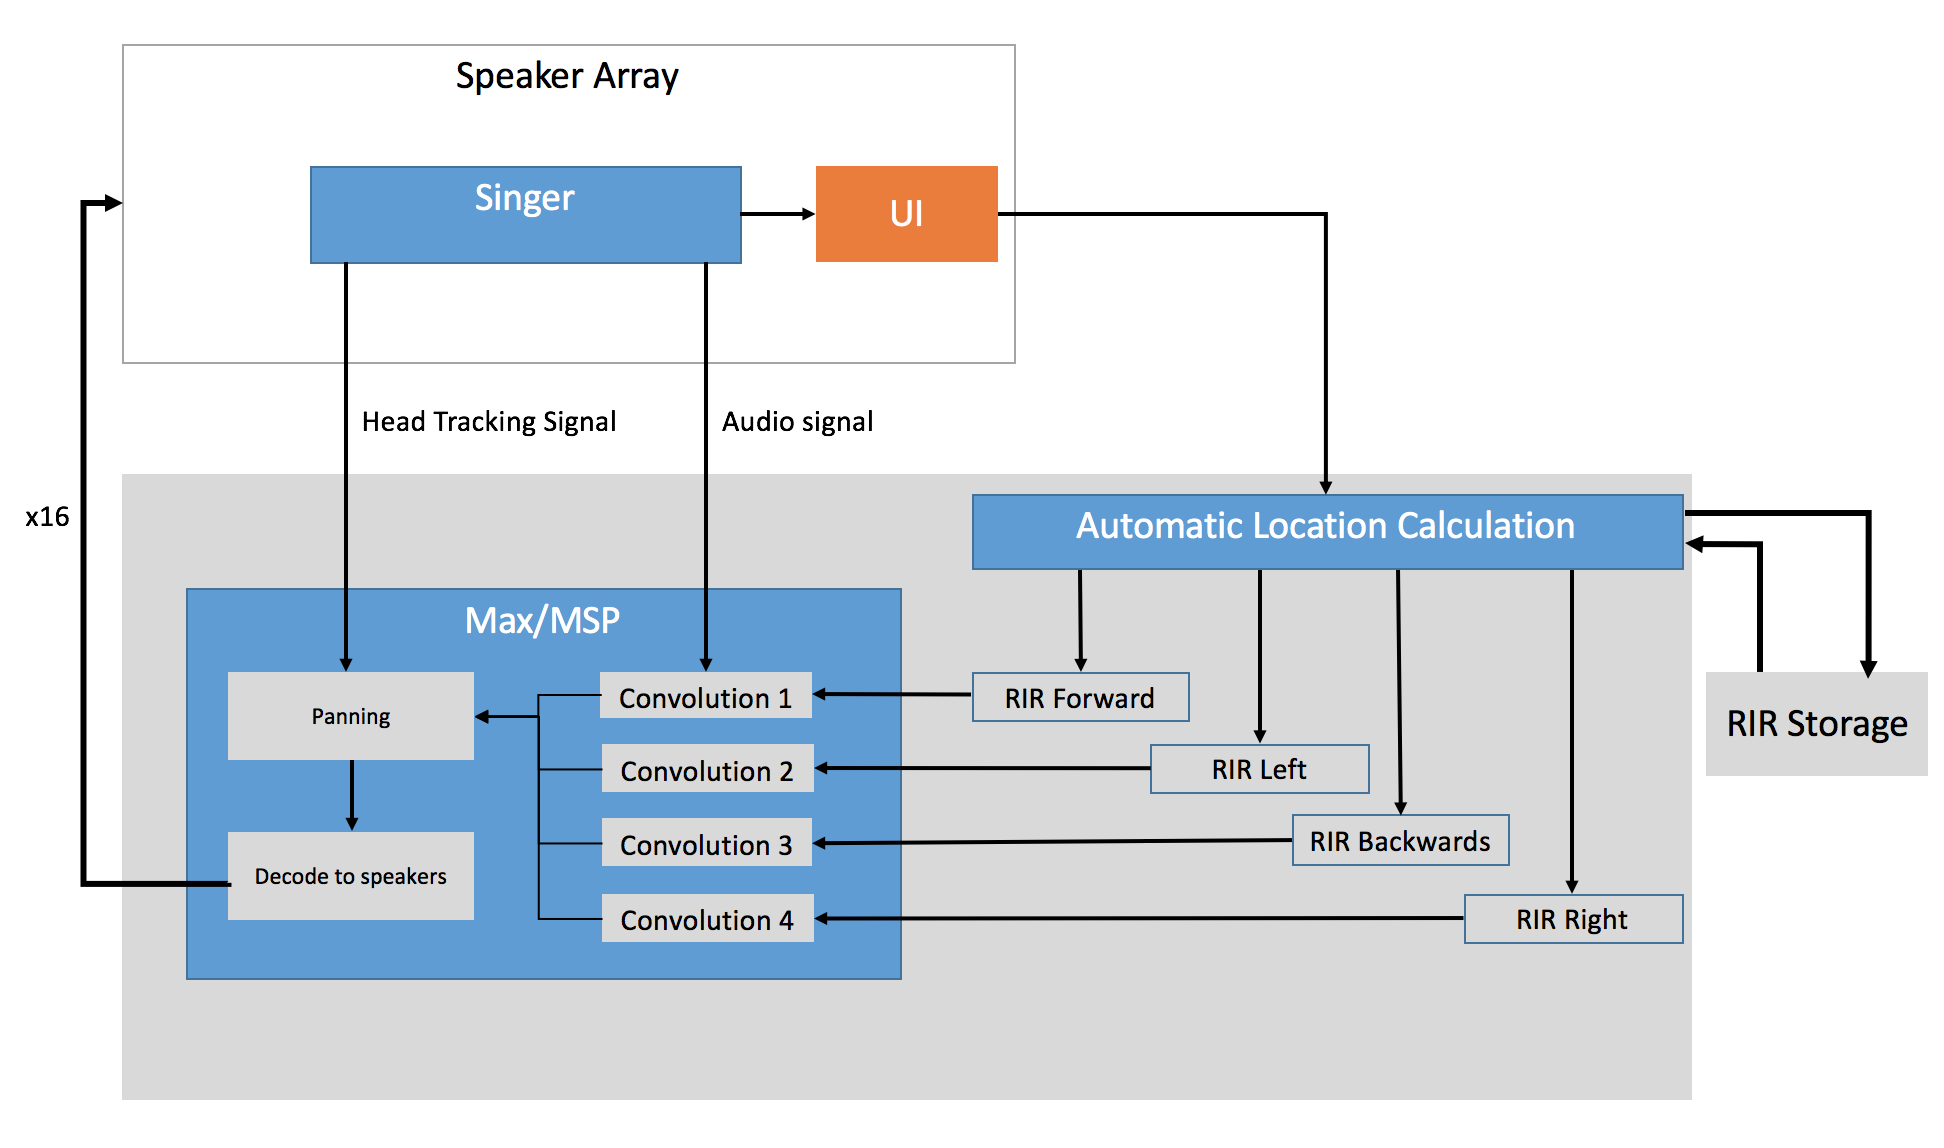 Speaker Array
Singer
UI
Head Tracking Signal
Audio signal
x16
Automatic Location Calculation
Max/MSP
Panning
Convolution 1
RIR Forward
RIR Storage
Convolution 2
RIR Left
Convolution 3
RIR Backwards
Decode to speakers
Convolution 4
RIR Right